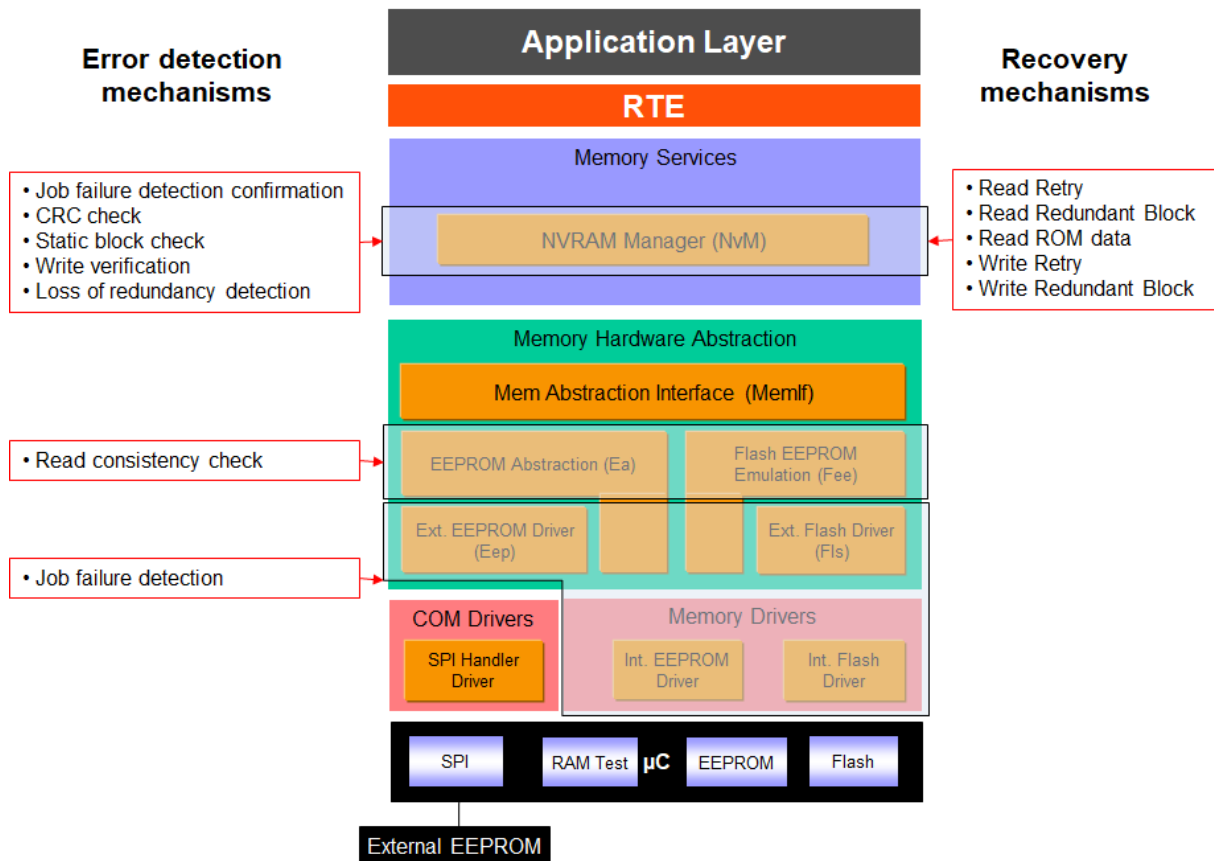 Application Layer
Error detection
mechanisms
Recovery
mechanisms
RTE
Memory Services
• Job failure detection confirmation
• CRC check
• Static block check
• Write verification
• Loss of redundancy detection
NVRAM Manager (NvM)
• Read Retry
• Read Redundant Block
• Read ROM data
• Write Retry
• Write Redundant Block
Memory Hardware Abstraction
Mem Abstraction Interface (MemIf)
• Read consistency check
EEPROM Abstraction (Ea)
Flash EEPROM
Emulation (Fee)
Ext. EEPROM Driver
(Eep)
Ext. Flash Driver
(Fls)
• Job failure detection
COM Drivers
Memory Drivers
SPI Handler
Driver
Int. EEPROM
Driver
Int. Flash
Driver
SPI
RAM Test
µC
EEPROM
Flash
External EEPROM